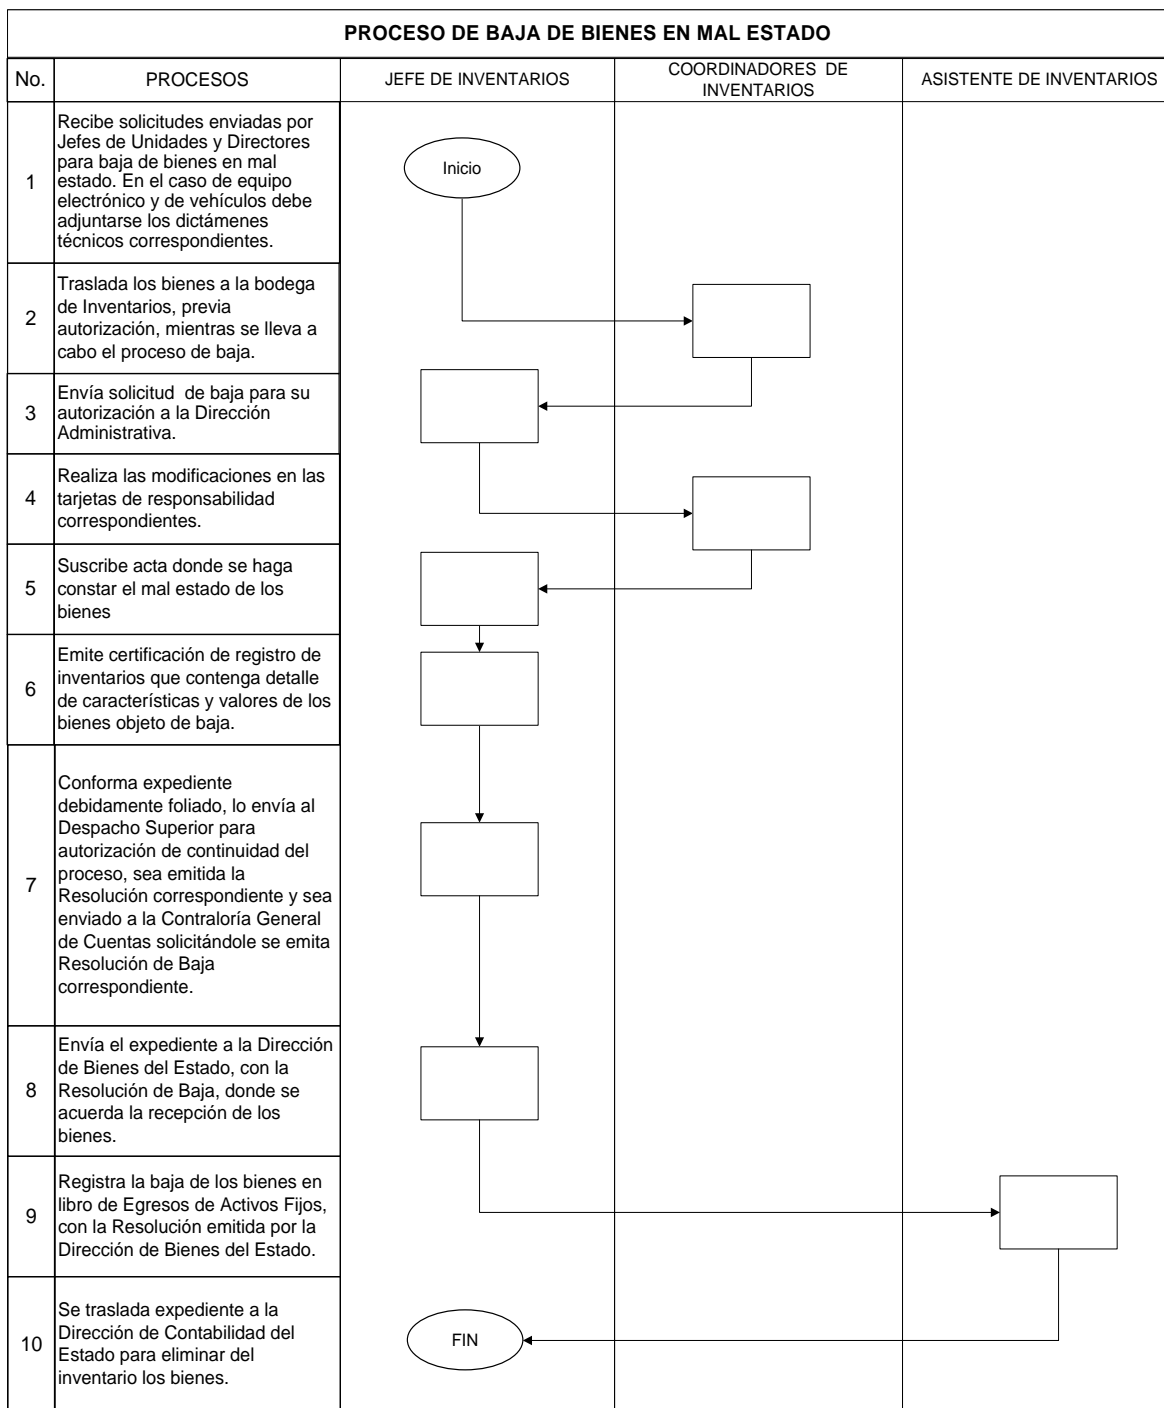 PROCESO DE BAJA DE BIENES EN MAL ESTADO
No.
PROCESOS
JEFE DE INVENTARIOS
COORDINADORES DE
INVENTARIOS
ASISTENTE DE INVENTARIOS
1
Recibe solicitudes enviadas por
Jefes de Unidades y Directores
para baja de bienes en mal
estado. En el caso de equipo
electrónico y de vehículos debe
adjuntarse los dictámenes
técnicos correspondientes.
Inicio
2
Traslada los bienes a la bodega
de Inventarios, previa
autorización, mientras se lleva a
cabo el proceso de baja.
3
Envía solicitud de baja para su
autorización a la Dirección
Administrativa.
4
Realiza las modificaciones en las
tarjetas de responsabilidad
correspondientes.
5
Suscribe acta donde se haga
constar el mal estado de los
bienes
6
Emite certificación de registro de
inventarios que contenga detalle
de características y valores de los
bienes objeto de baja.
7
Conforma expediente
debidamente foliado, lo envía al
Despacho Superior para
autorización de continuidad del
proceso, sea emitida la
Resolución correspondiente y sea
enviado a la Contraloría General
de Cuentas solicitándole se emita
Resolución de Baja
correspondiente.
8
Envía el expediente a la Dirección
de Bienes del Estado, con la
Resolución de Baja, donde se
acuerda la recepción de los
bienes.
9
Registra la baja de los bienes en
libro de Egresos de Activos Fijos,
con la Resolución emitida por la
Dirección de Bienes del Estado.
10
Se traslada expediente a la
Dirección de Contabilidad del
Estado para eliminar del
inventario los bienes.
FIN